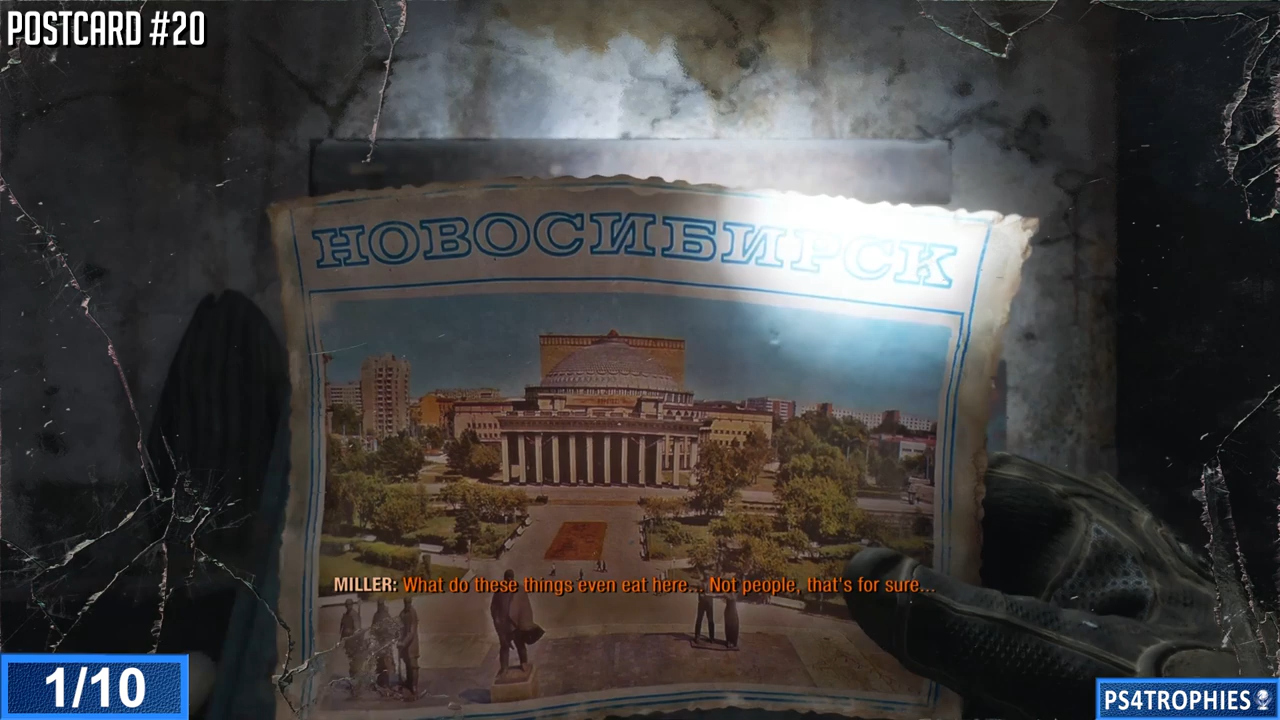 POSTCARD #20
НОВОСИБИРСК
MILLER: What do these things even eat here... Not people, that's for sure...
1/10
PS4TROPHIES